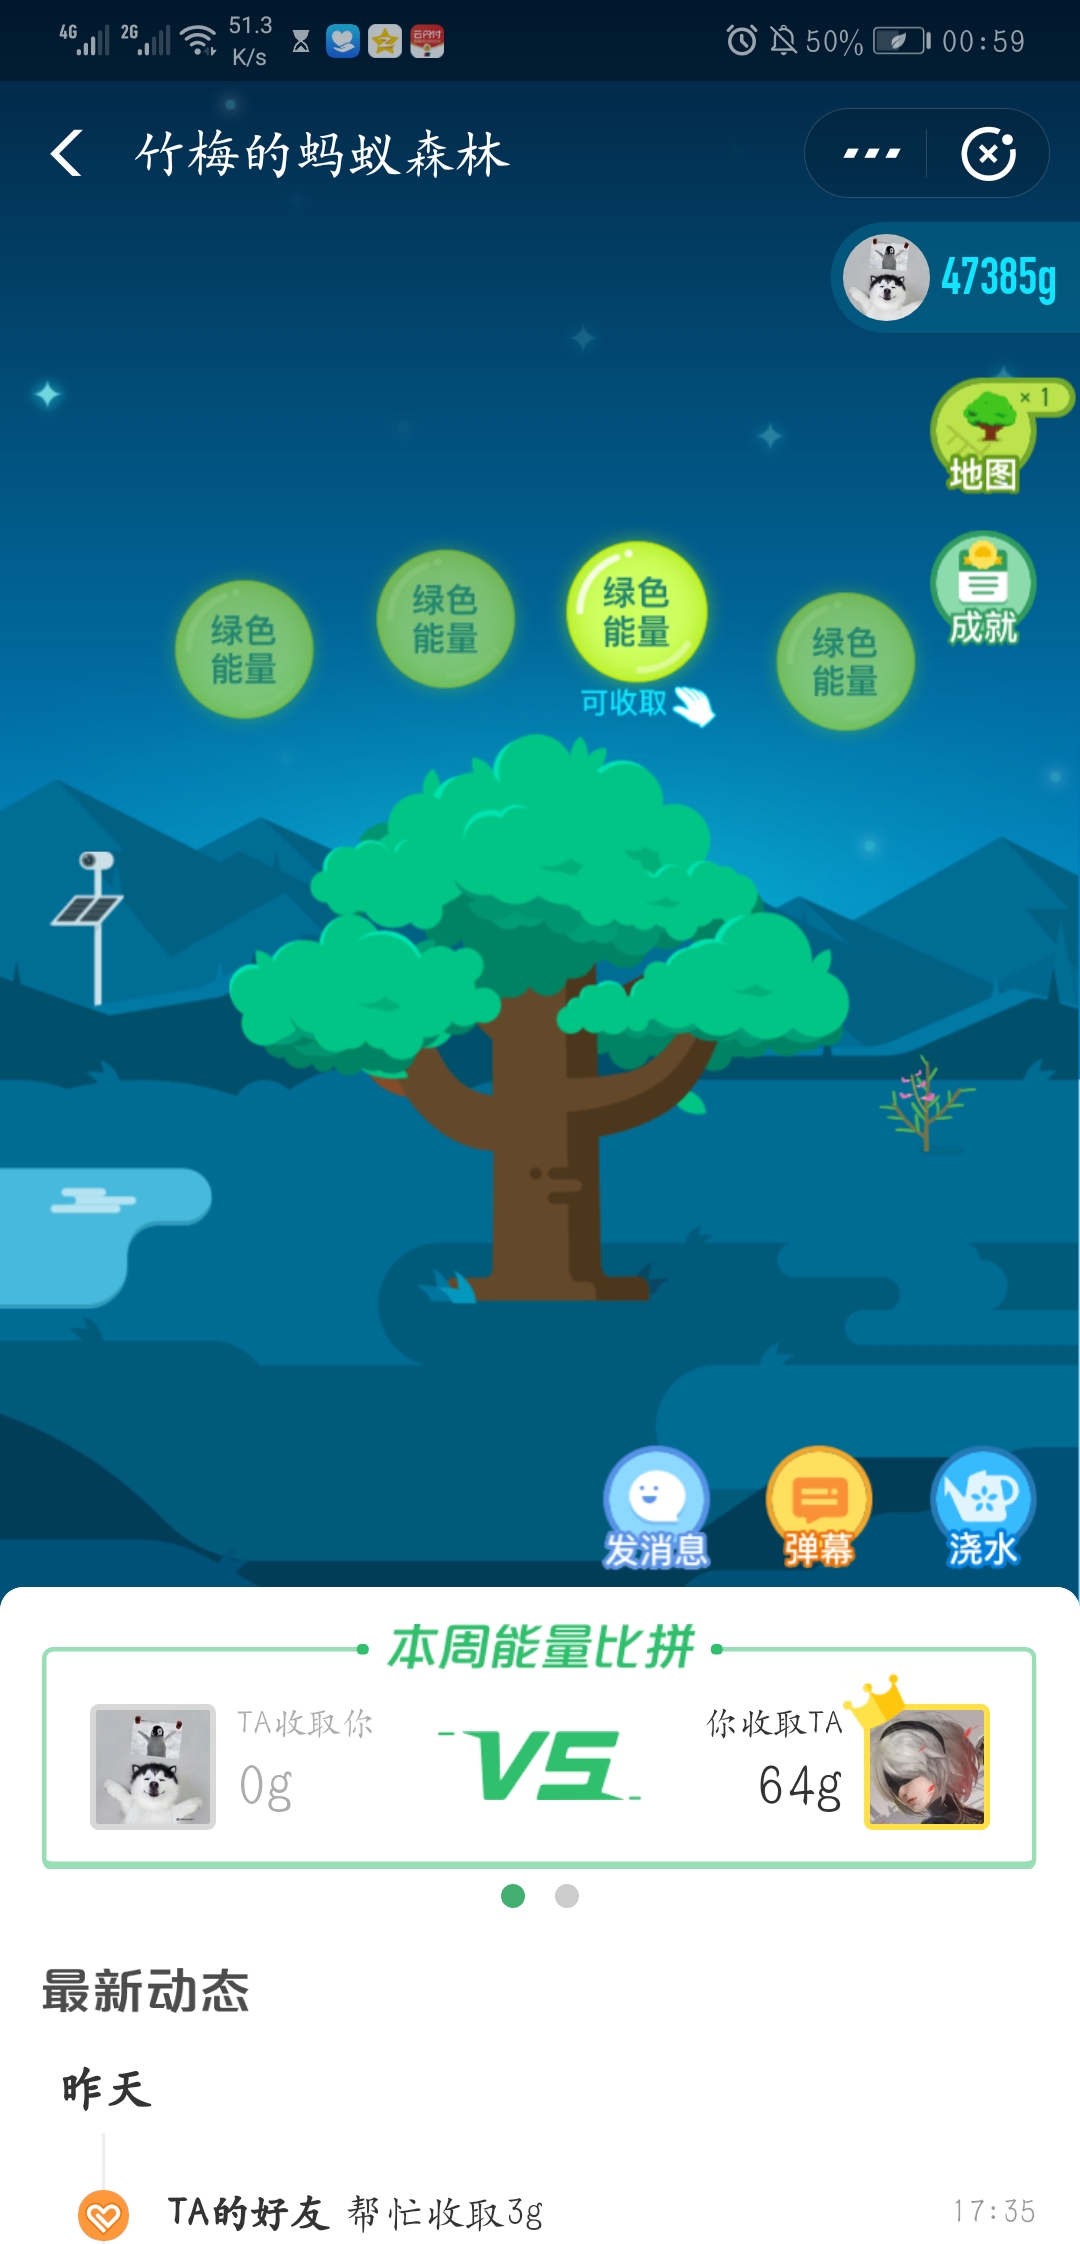 4G 2G 51.3 K/s 50% 00:59
竹梅的蚂蚁森林
47385g
× 1
地图
绿色能量
绿色能量
绿色能量
绿色能量
可收取
成就
发消息
弹幕
浇水
本周能量比拼
TA收取你
0g
VS
你收取TA
64g
最新动态
昨天
TA的好友 帮忙收取3g 17:35